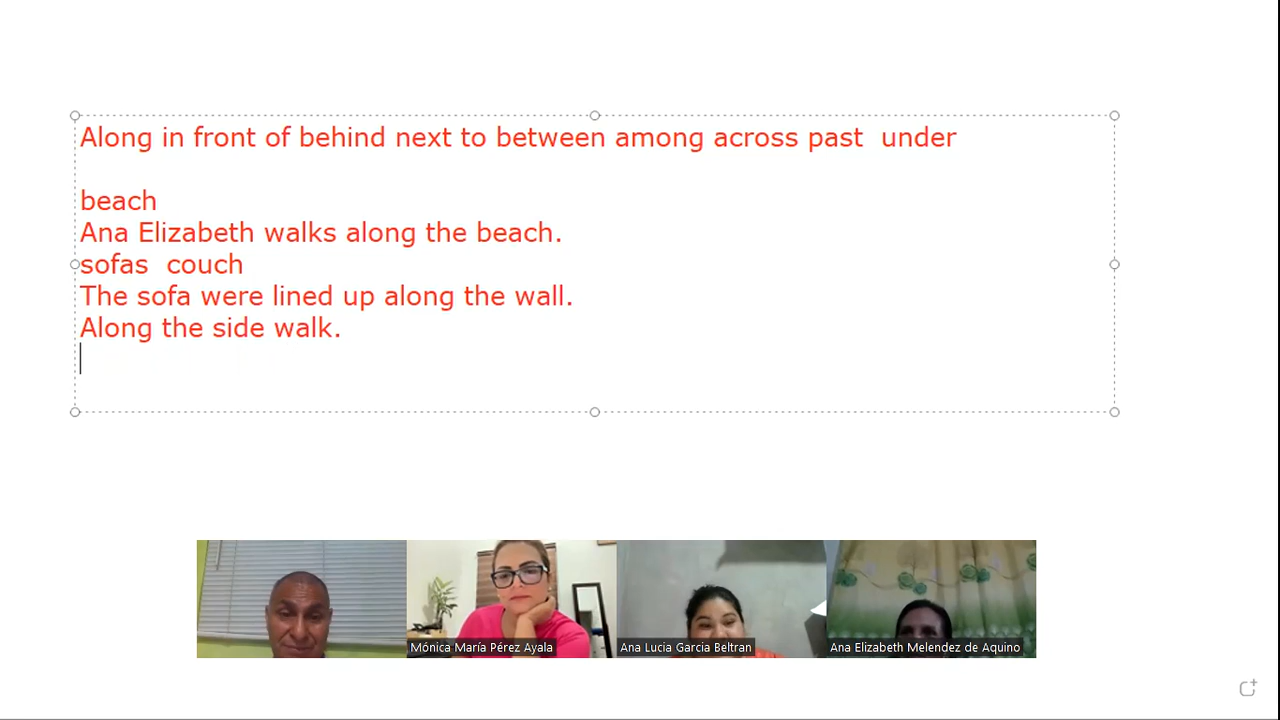 Along in front of behind next to between among across past  under
beach
Ana Elizabeth walks along the beach.
sofas  couch
The sofa were lined up along the wall.
Along the side walk.
Mónica María Pérez Ayala
Ana Lucia Garcia Beltran
Ana Elizabeth Melendez de Aquino